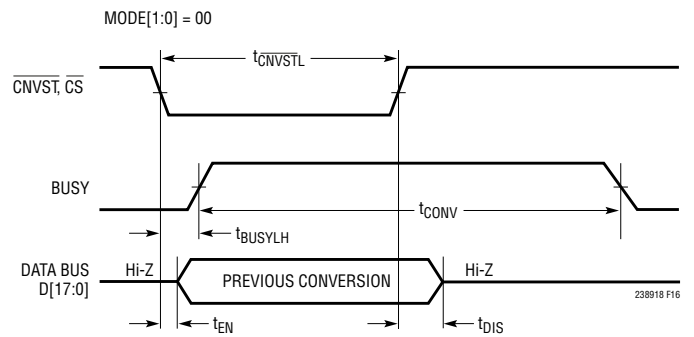 MODE[1:0] = 00
tCNVSTL
CNVST, CS
BUSY
tCONV
tBUSYLH
DATA BUS
D[17:0]
Hi-Z
PREVIOUS CONVERSION
Hi-Z
238918 F16
tEN
tDIS